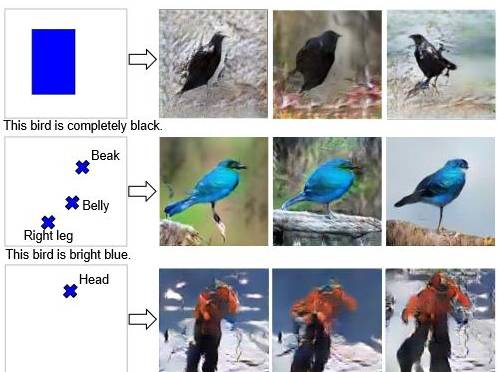 This bird is completely black.
Beak
Belly
Right leg
This bird is bright blue.
Head